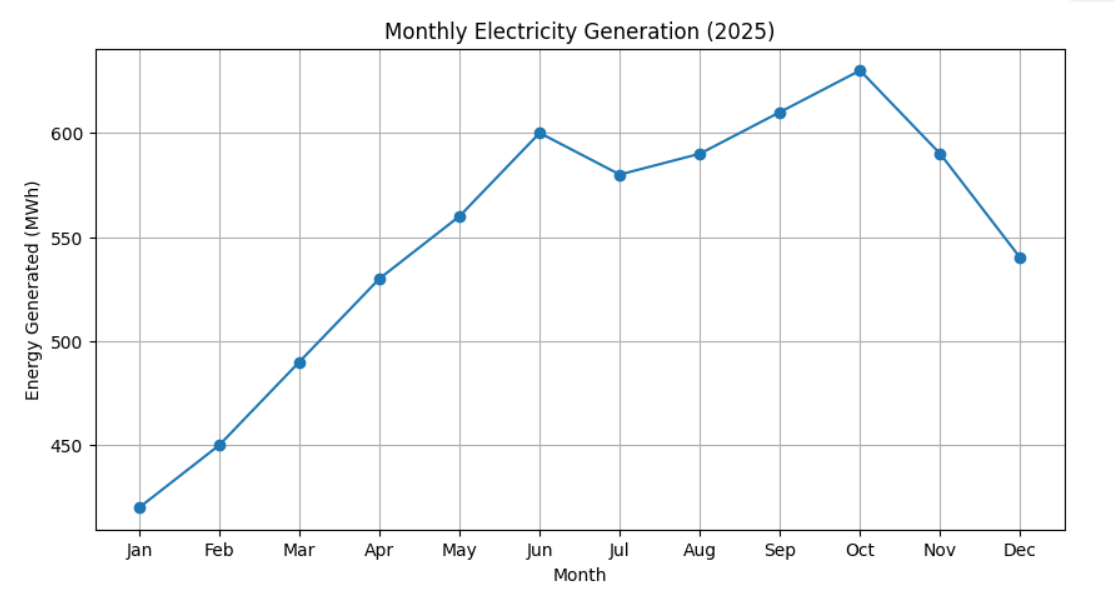 Monthly Electricity Generation (2025)
Energy Generated (MWh)
600
550
500
450
Jan Feb Mar Apr May Jun Jul Aug Sep Oct Nov Dec
Month